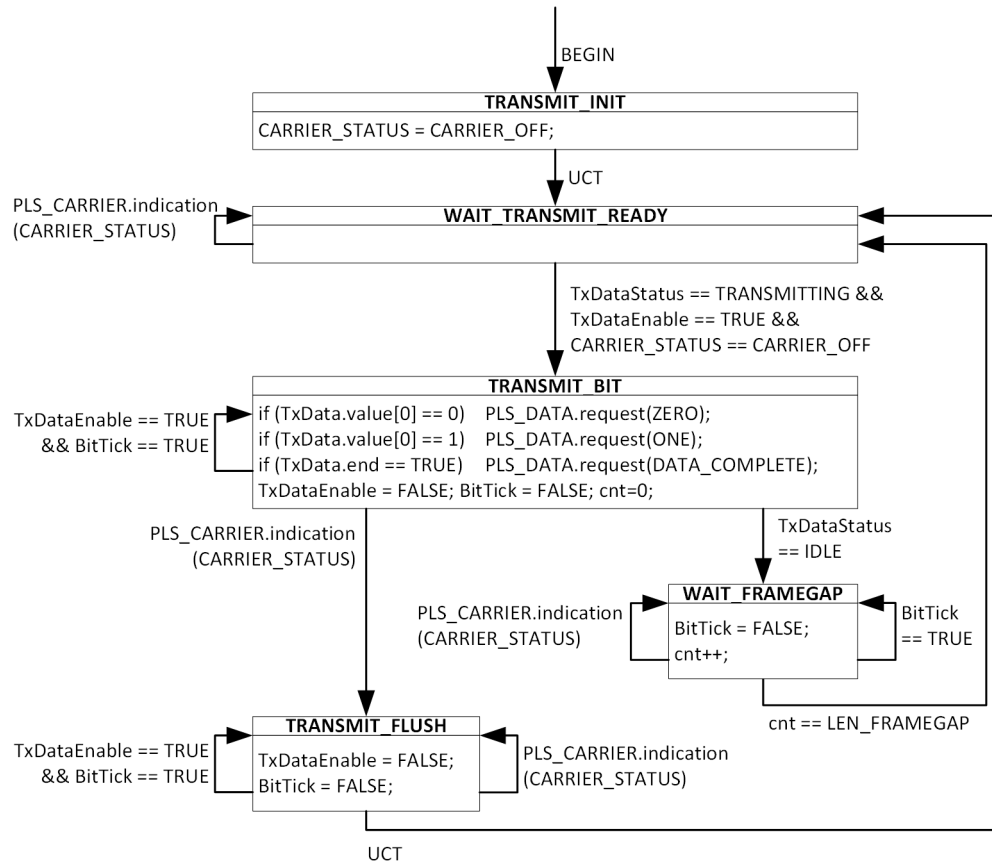 BEGIN
TRANSMIT_INIT
CARRIER_STATUS = CARRIER_OFF;
UCT
PLS_CARRIER.indication
(CARRIER_STATUS)
WAIT_TRANSMIT_READY
TxDataStatus == TRANSMITTING &&
TxDataEnable == TRUE &&
CARRIER_STATUS == CARRIER_OFF
TRANSMIT_BIT
TxDataEnable == TRUE
&& BitTick == TRUE
if (TxData.value[0] == 0) PLS_DATA.request(ZERO);
if (TxData.value[0] == 1) PLS_DATA.request(ONE);
if (TxData.end == TRUE) PLS_DATA.request(DATA_COMPLETE);
TxDataEnable = FALSE; BitTick = FALSE; cnt=0;
PLS_CARRIER.indication
(CARRIER_STATUS)
TxDataStatus
== IDLE
WAIT_FRAMEGAP
PLS_CARRIER.indication
(CARRIER_STATUS)
BitTick = FALSE;
cnt++;
BitTick
== TRUE
cnt == LEN_FRAMEGAP
TRANSMIT_FLUSH
TxDataEnable == TRUE
&& BitTick == TRUE
TxDataEnable = FALSE;
BitTick = FALSE;
PLS_CARRIER.indication
(CARRIER_STATUS)
UCT